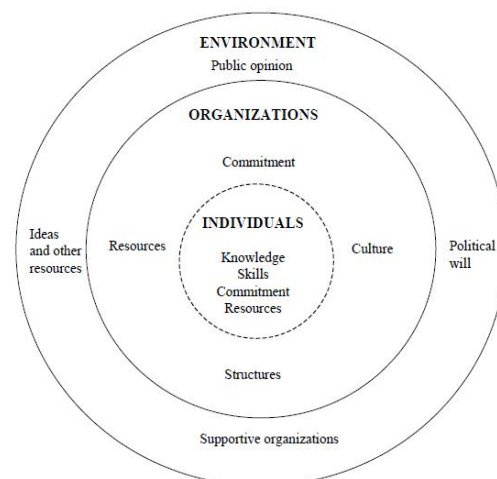 ENVIRONMENT
Public opinion
ORGANIZATIONS
Commitment
INDIVIDUALS
Ideas
and other
resources
Resources
Knowledge
Skills
Commitment
Resources
Culture
Political
will
Structures
Supportive organizations